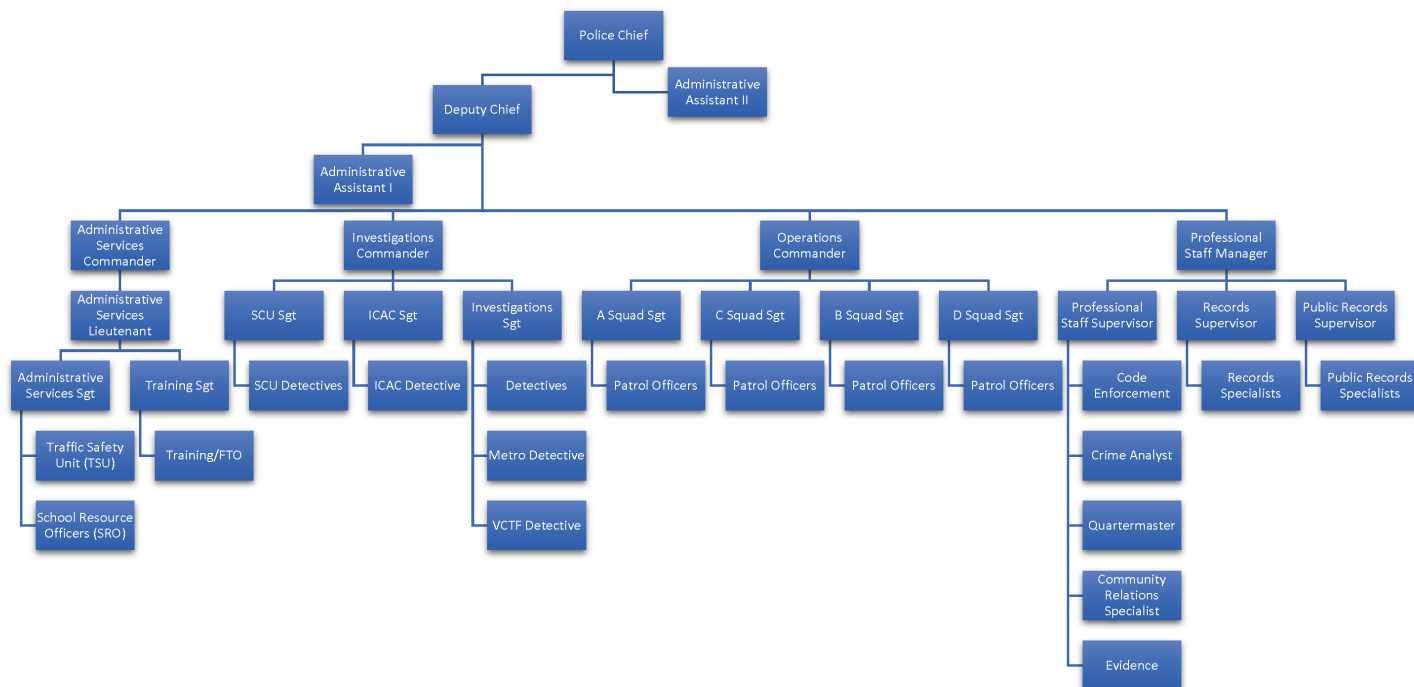 Police Chief
Administrative
Assistant II
Deputy Chief
Administrative
Assistant I
Administrative
Services
Commander
Investigations
Commander
Operations
Commander
Professional
Staff Manager
Administrative
Services
Lieutenant
SCU Sgt
ICAC Sgt
Investigations
Sgt
A Squad Sgt
C Squad Sgt
B Squad Sgt
D Squad Sgt
Professional
Staff Supervisor
Records
Supervisor
Public Records
Supervisor
Administrative
Services Sgt
Training Sgt
SCU Detectives
ICAC Detective
Detectives
Patrol Officers
Patrol Officers
Patrol Officers
Patrol Officers
Code
Enforcement
Records
Specialists
Public Records
Specialists
Traffic Safety
Unit (TSU)
Training/FTO
Metro Detective
Crime Analyst
School Resource
Officers (SRO)
VCTF Detective
Quartermaster
Community
Relations
Specialist
Evidence